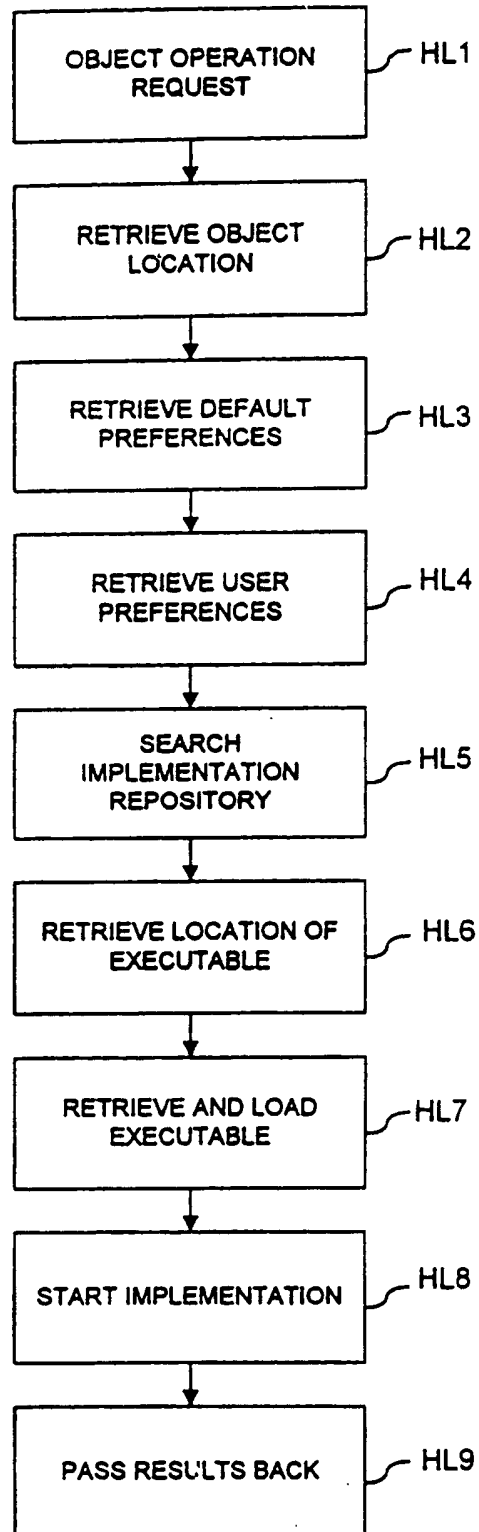 OBJECT OPERATION
REQUEST
HL1
RETRIEVE OBJECT
LOCATION
HL2
RETRIEVE DEFAULT
PREFERENCES
HL3
RETRIEVE USER
PREFERENCES
HL4
SEARCH
IMPLEMENTATION
REPOSITORY
HL5
RETRIEVE LOCATION OF
EXECUTABLE
HL6
RETRIEVE AND LOAD
EXECUTABLE
HL7
START IMPLEMENTATION
HL8
PASS RESULTS BACK
HL9